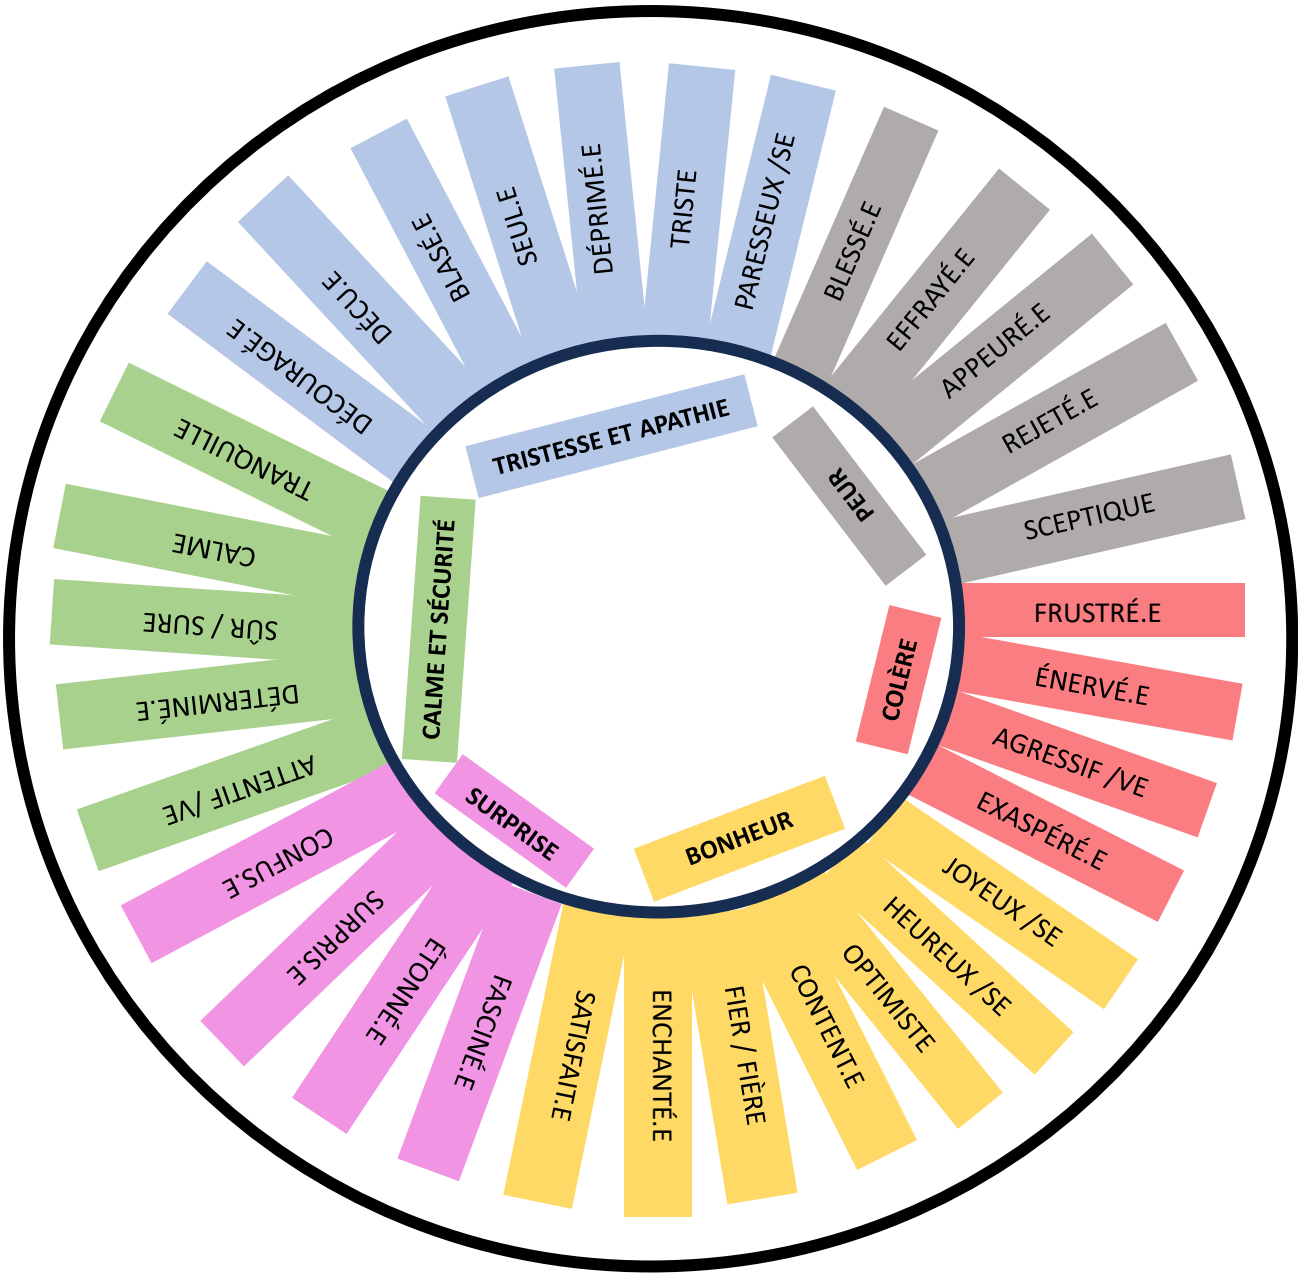 TRISTESSE ET APATHIE
PEUR
COLÈRE
BONHEUR
SURPRISE
CALME ET SÉCURITÉ
DÉCOURAGÉ.E
DÉCU.E
BLASÉ.E
SEUL.E
DÉPRIMÉ.E
TRISTE
PARESSEUX /SE
BLESSÉ.E
EFFRAYÉ.E
APPEURÉ.E
REJETÉ.E
SCEPTIQUE
FRUSTRÉ.E
ÉNERVÉ.E
AGRESSIF /VE
EXASPÉRÉ.E
JOYEUX /SE
HEUREUX /SE
OPTIMISTE
CONTENT.E
FIER / FIÈRE
ENCHANTÉ.E
SATISFAIT.E
FASCINÉ.E
ÉTONNÉ.E
SURPRIS.E
CONFUS.E
ATTENTIF /VE
DÉTERMINÉ.E
SÛR / SURE
CALME
TRANQUILLE